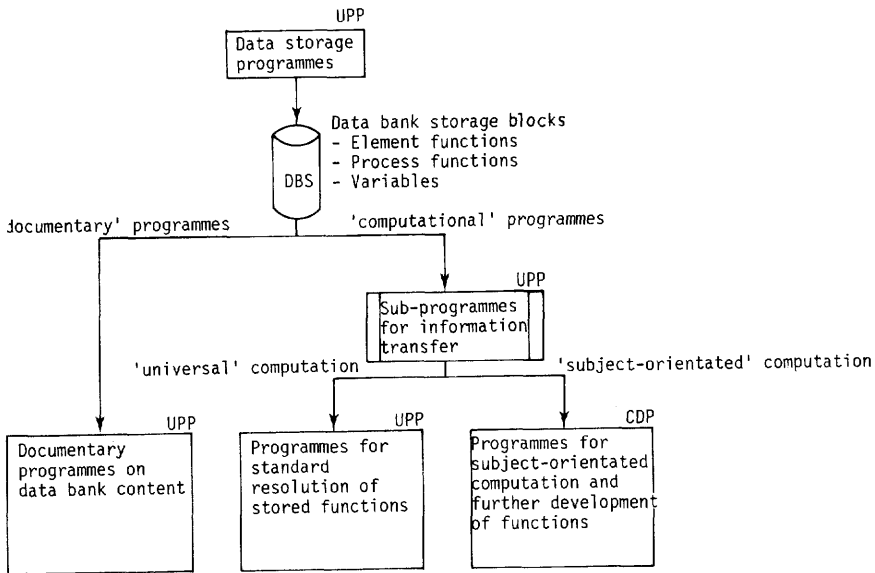 UPP
Data storage
programmes
Data bank storage blocks
- Element functions
- Process functions
- Variables
DBS
documentary' programmes
'computational' programmes
UPP
Sub-programmes
for information
transfer
'universal' computation
'subject-orientated' computation
UPP
Documentary
programmes on
data bank content
UPP
Programmes for
standard
resolution of
stored functions
CDP
Programmes for
subject-orientated
computation and
further development
of functions